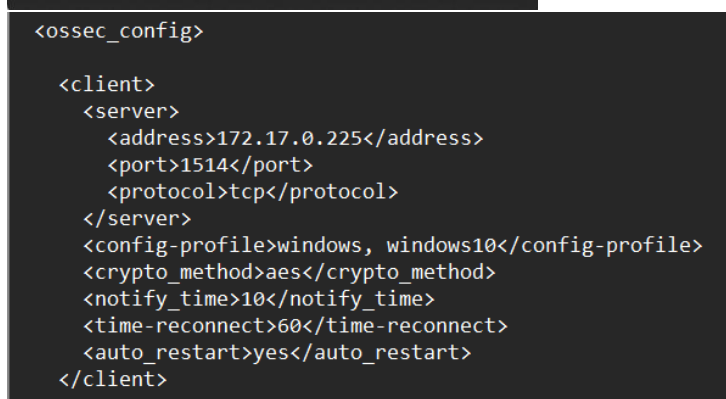 <ossec_config>
<client>
<server>
<address>172.17.0.225</address>
<port>1514</port>
<protocol>tcp</protocol>
</server>
<config-profile>windows, windows10</config-profile>
<crypto_method>aes</crypto_method>
<notify_time>10</notify_time>
<time-reconnect>60</time-reconnect>
<auto_restart>yes</auto_restart>
</client>